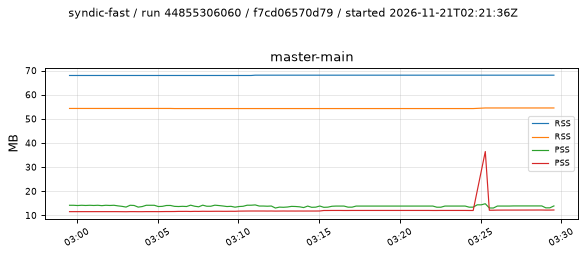 syndic-fast / run 44855306060 / f7cd06570d79 / started 2026-11-21T02:21:36Z
master-main
MB
70
60
50
40
30
20
10
RSS
RSS
PSS
PSS
03:00
03:05
03:10
03:15
03:20
03:25
03:30